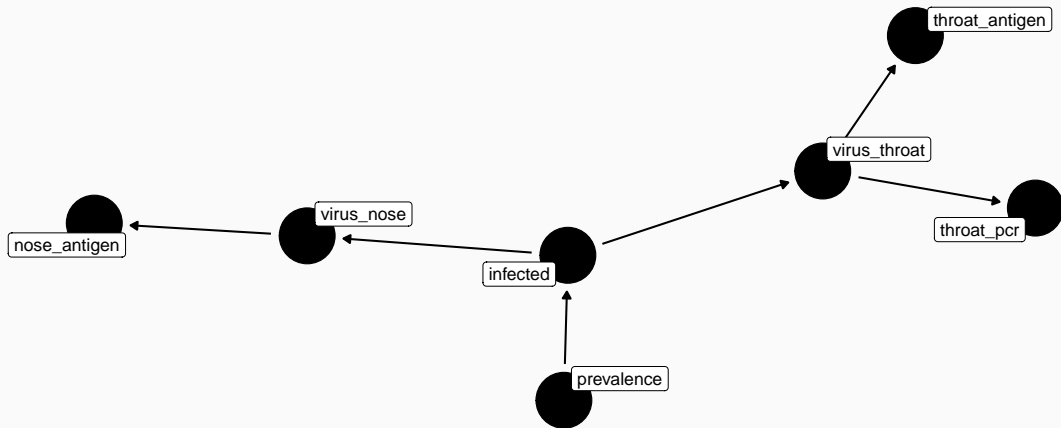 throat_antigen
virus_throat
virus_nose
throat_pcr
nose_antigen
infected
prevalence